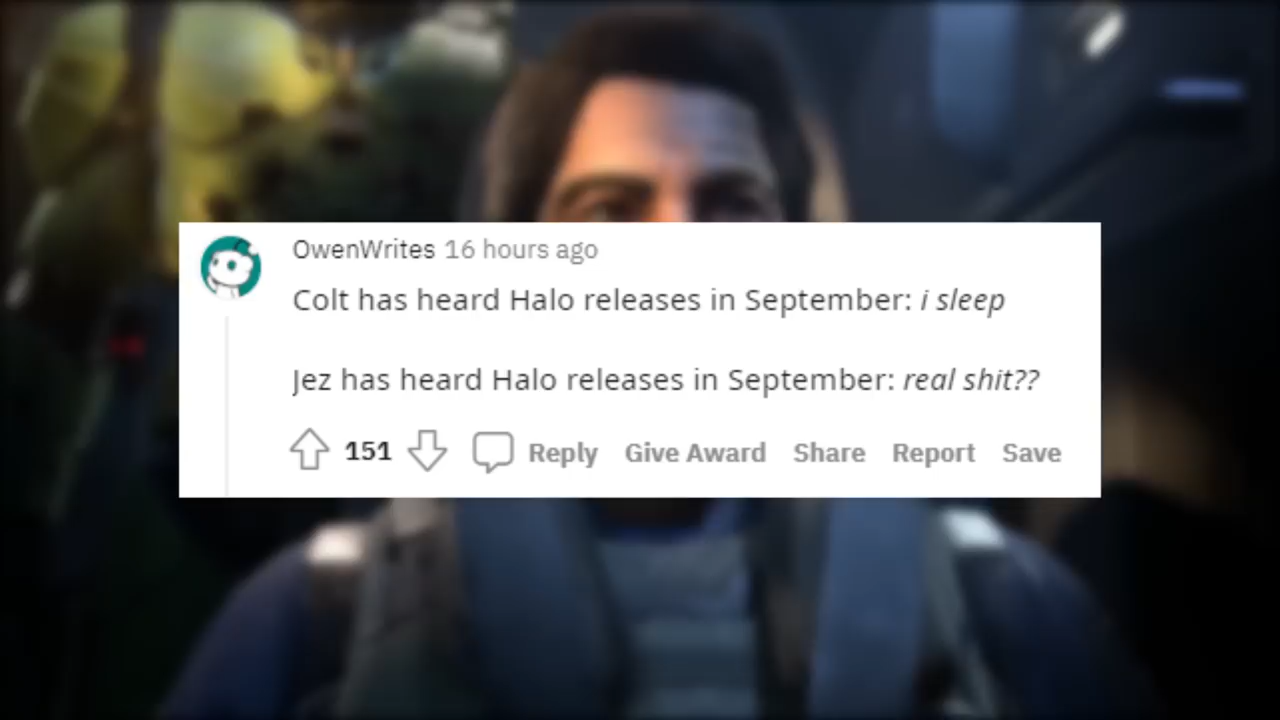 OwenWrites 16 hours ago
Colt has heard Halo releases in September: i sleep
Jez has heard Halo releases in September: real shit??
151 Reply Give Award Share Report Save